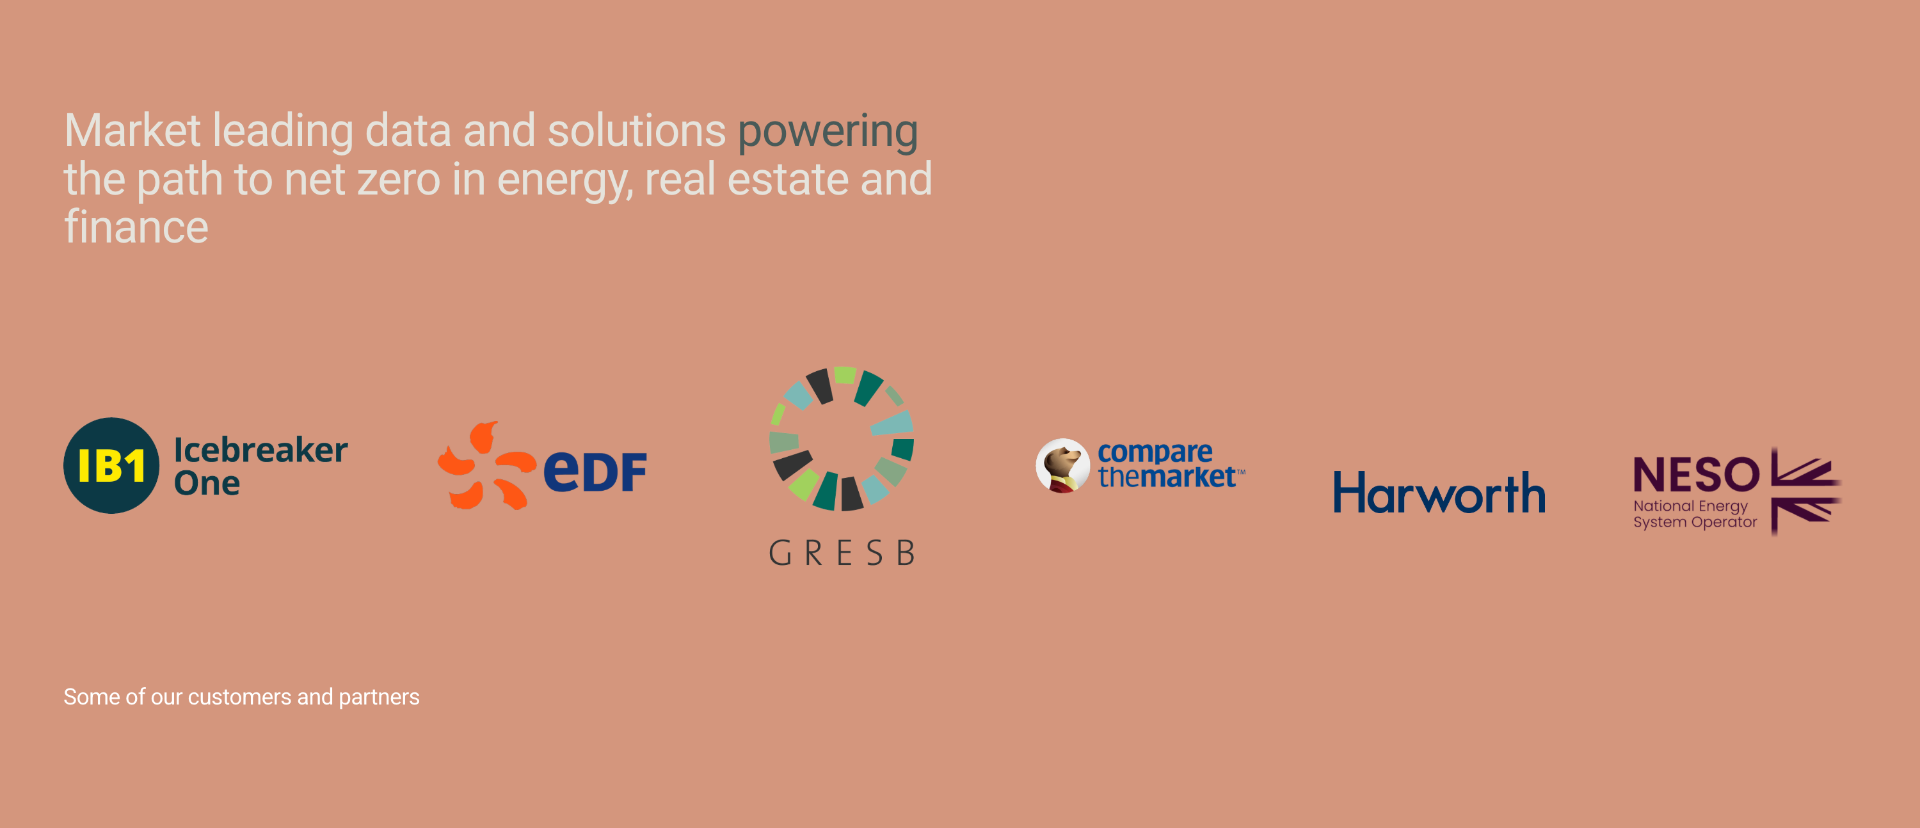 Market leading data and solutions powering
the path to net zero in energy, real estate and
finance
IB1 Icebreaker
One
eDF
GRESB
compare
themarket™
Harworth
NESO
National Energy
System Operator
Some of our customers and partners